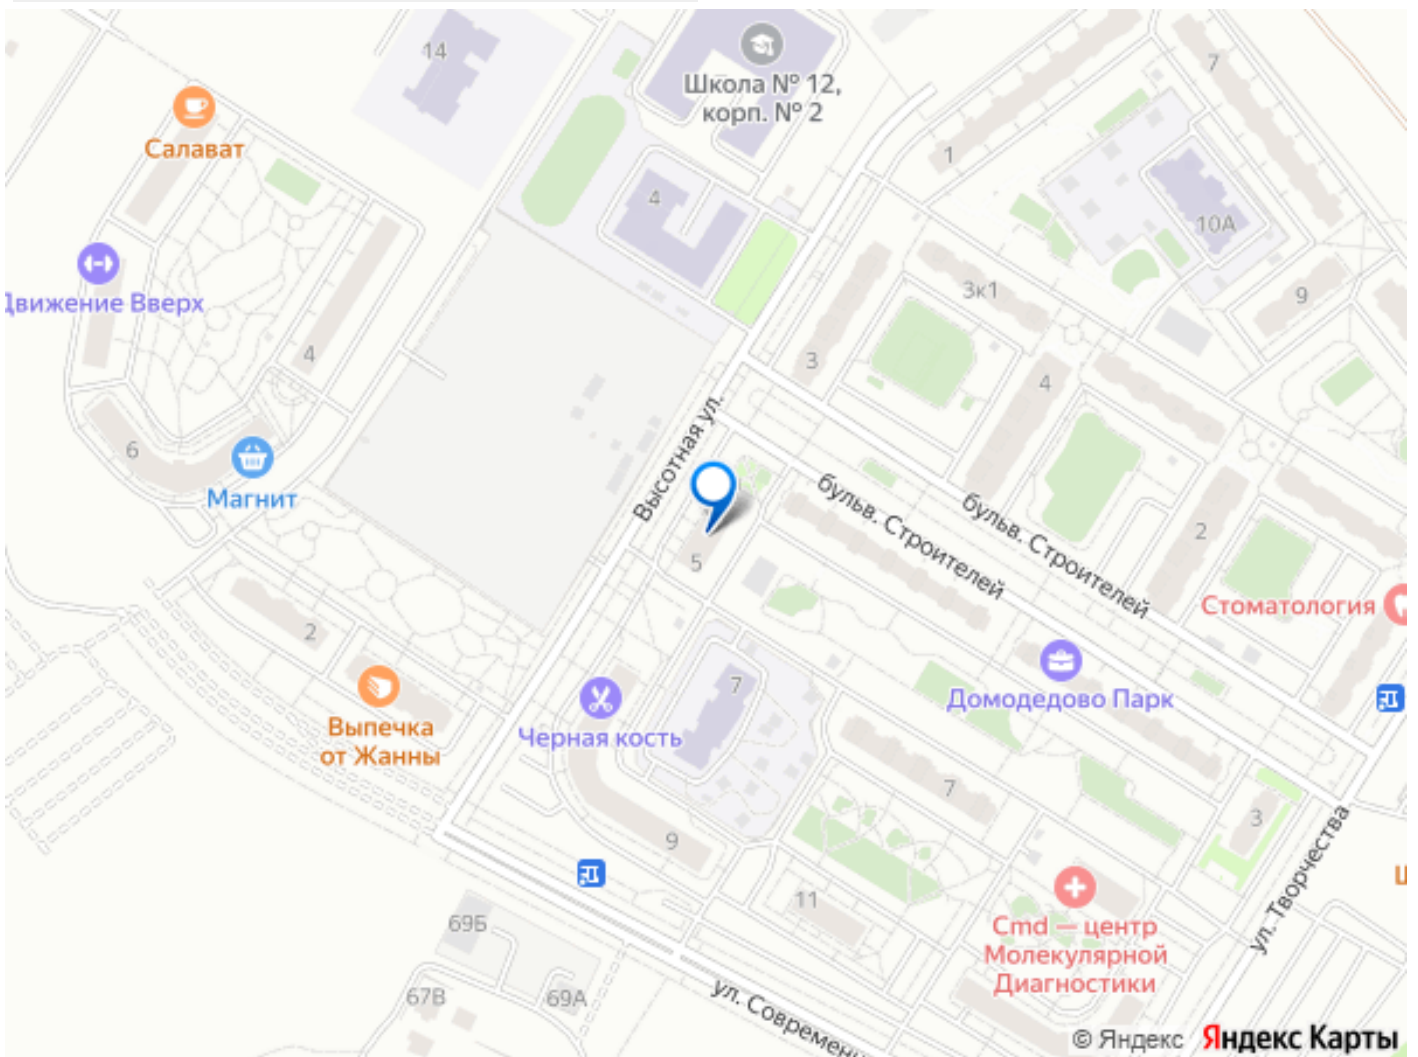 14
Школа № 12,
корп. № 2
7
Салават
1
4
10А
Движение Вверх
3к1
9
4
3
4
Высотная ул.
6
Магнит
бульв. Строителей
бульв. Строителей
2
5
Стоматология
2
7
Домодедово Парк
Выпечка
от Жанны
Черная кость
7
3
9
ул. Творчества
11
Cmd — центр
Молекулярной
Диагностики
69Б
67В
69А
ул. Современн
© Яндекс Яндекс Карты